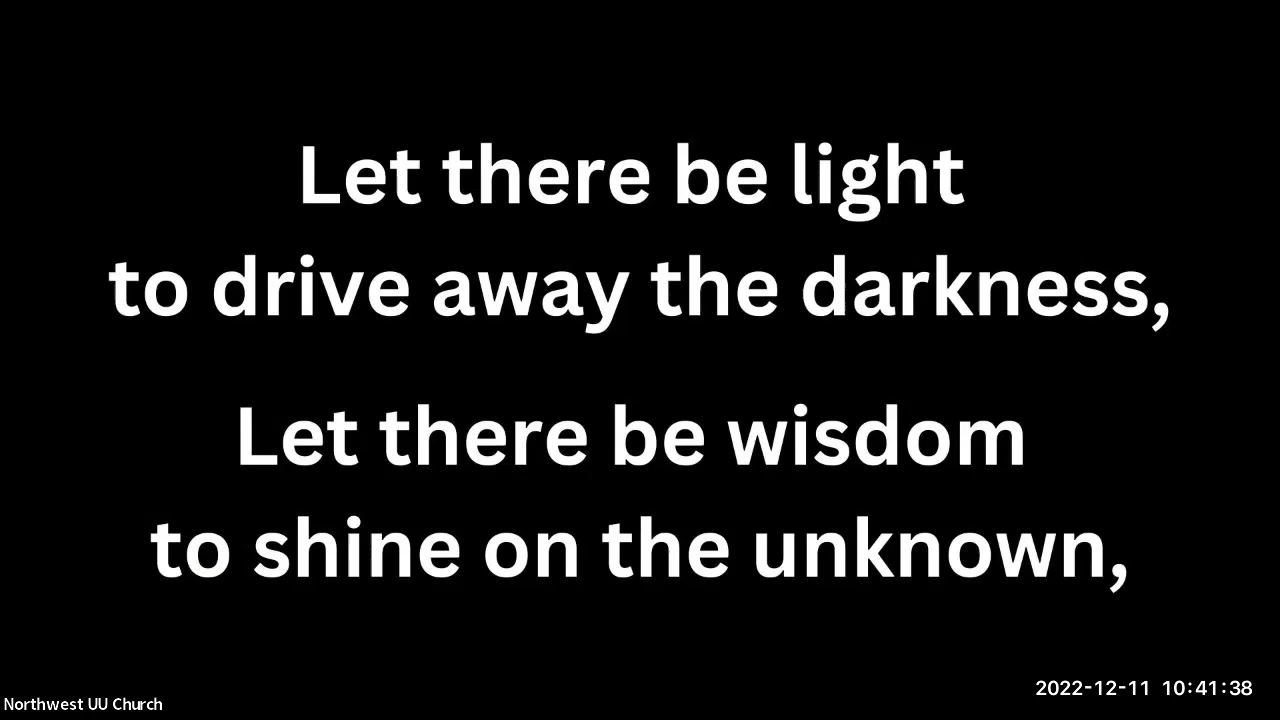 Let there be light
to drive away the darkness,
Let there be wisdom
to shine on the unknown,
2022-12-11 10:41:38
Northwest UU Church